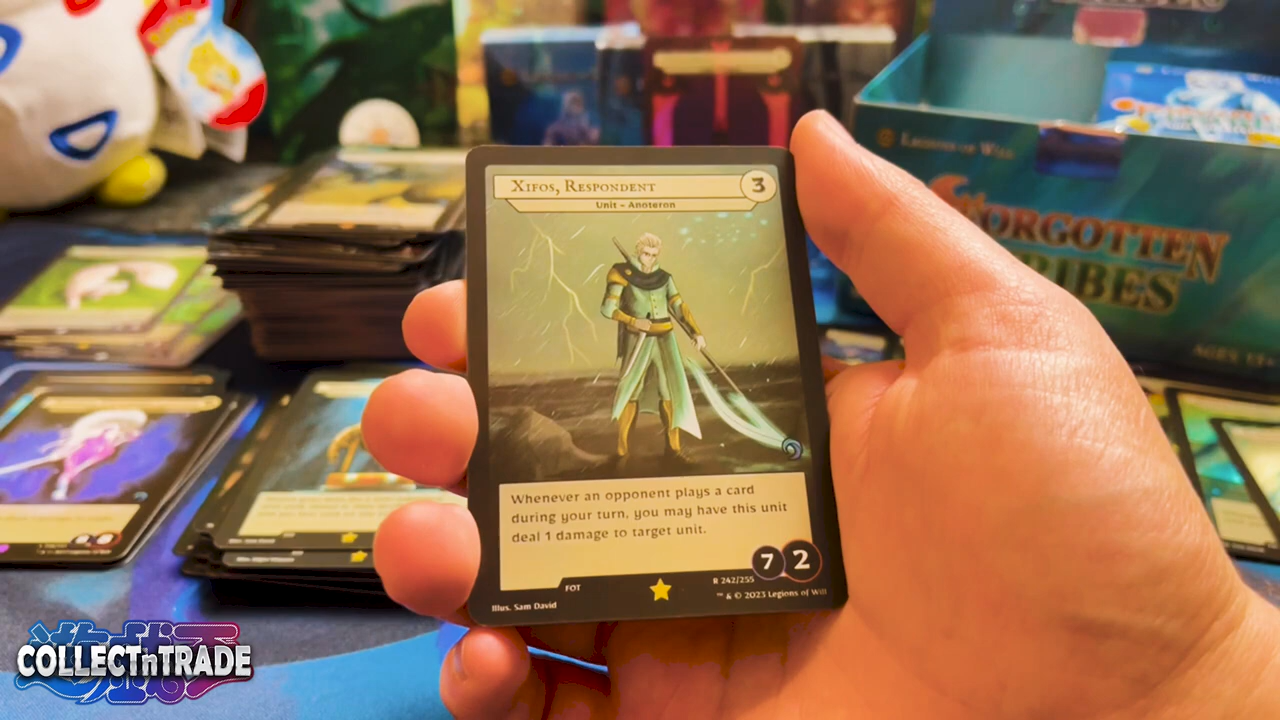 Xifos, Respondent
3
Unit – Anoteron
Whenever an opponent plays a card
during your turn, you may have this unit
deal 1 damage to target unit.
7 2
FOT
R 242/255
Illus. Sam David
™ & © 2023 Legions of Will
Legions of Will
Forgotten
Tribes
AGES 13+
COLLECTnTRADE